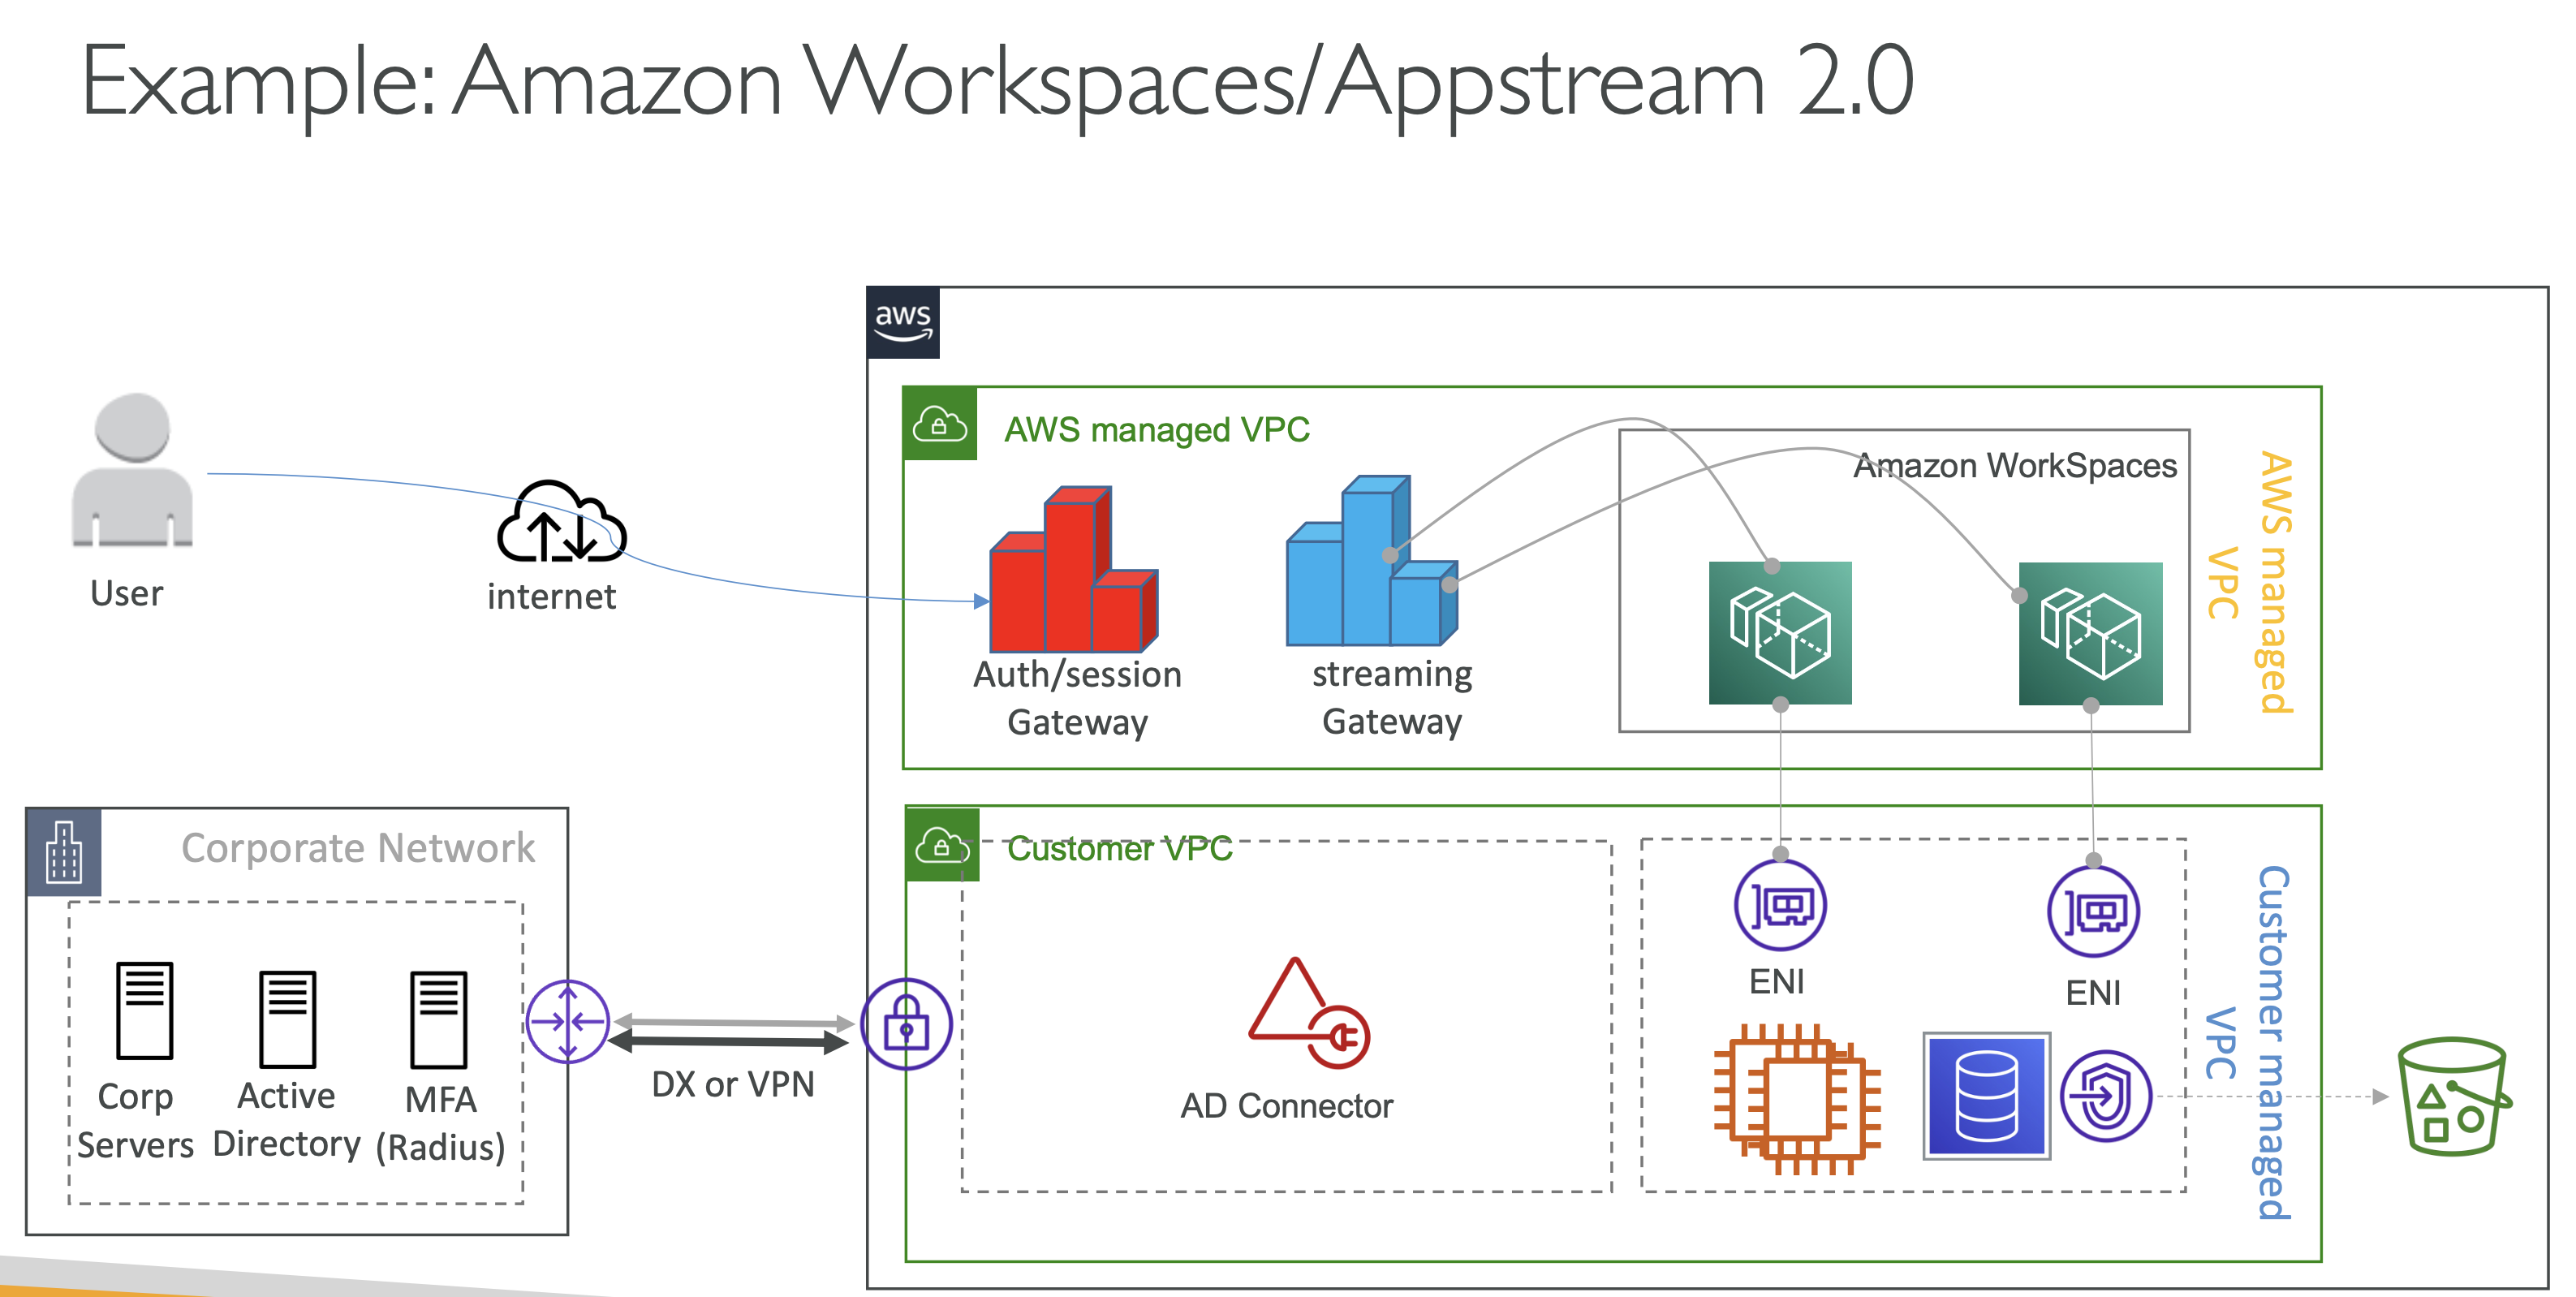 Example: Amazon Workspaces/Appstream 2.0
aws
AWS managed VPC
Amazon WorkSpaces
AWS managed
VPC
User
internet
Auth/session
Gateway
streaming
Gateway
Corporate Network
Customer VPC
Customer managed
VPC
ENI
ENI
Corp
Servers
Active
Directory
MFA
(Radius)
DX or VPN
AD Connector